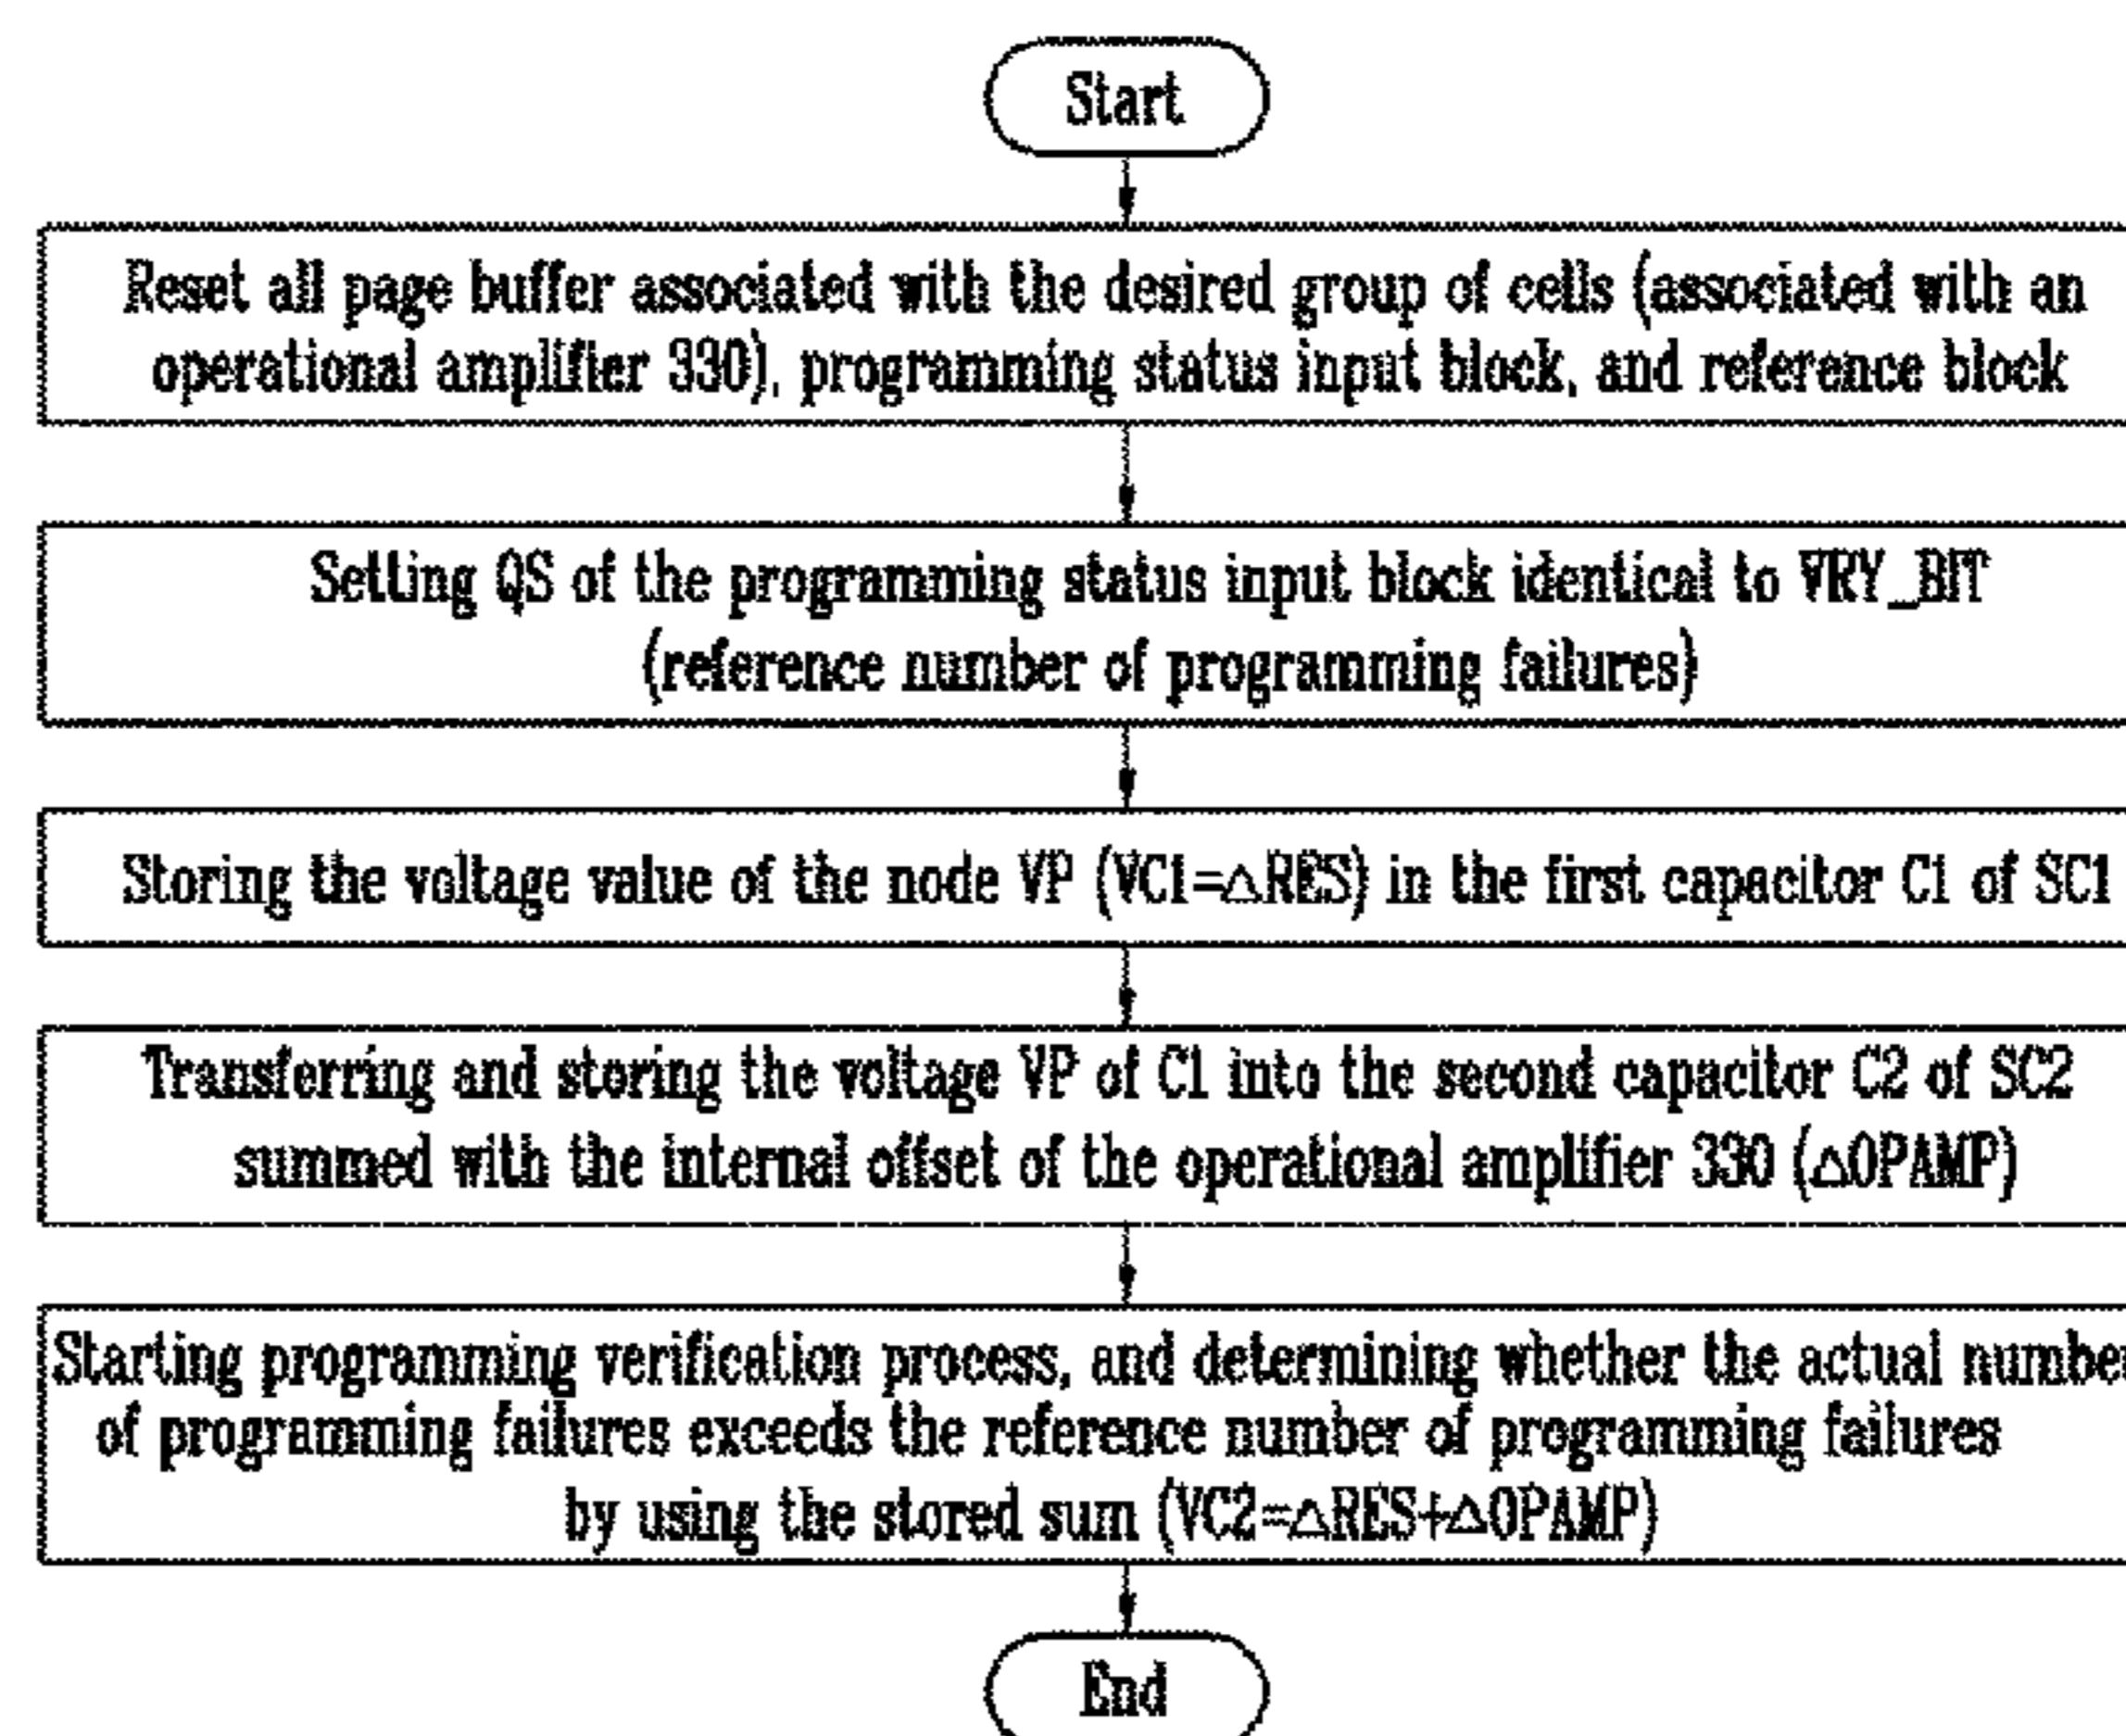 Start
Reset all page buffer associated with the desired group of cells (associated with an
operational amplifier 330), programming status input block, and reference block
Setting QS of the programming status input block identical to VRY_BIT
(reference number of programming failures)
Storing the voltage value of the node VP (VC1=△RES) in the first capacitor C1 of SC1
Transferring and storing the voltage VP of C1 into the second capacitor C2 of SC2
summed with the internal offset of the operational amplifier 330 (△OPAMP)
Starting programming verification process, and determining whether the actual number
of programming failures exceeds the reference number of programming failures
by using the stored sum (VC2=△RES+△OPAMP)
End